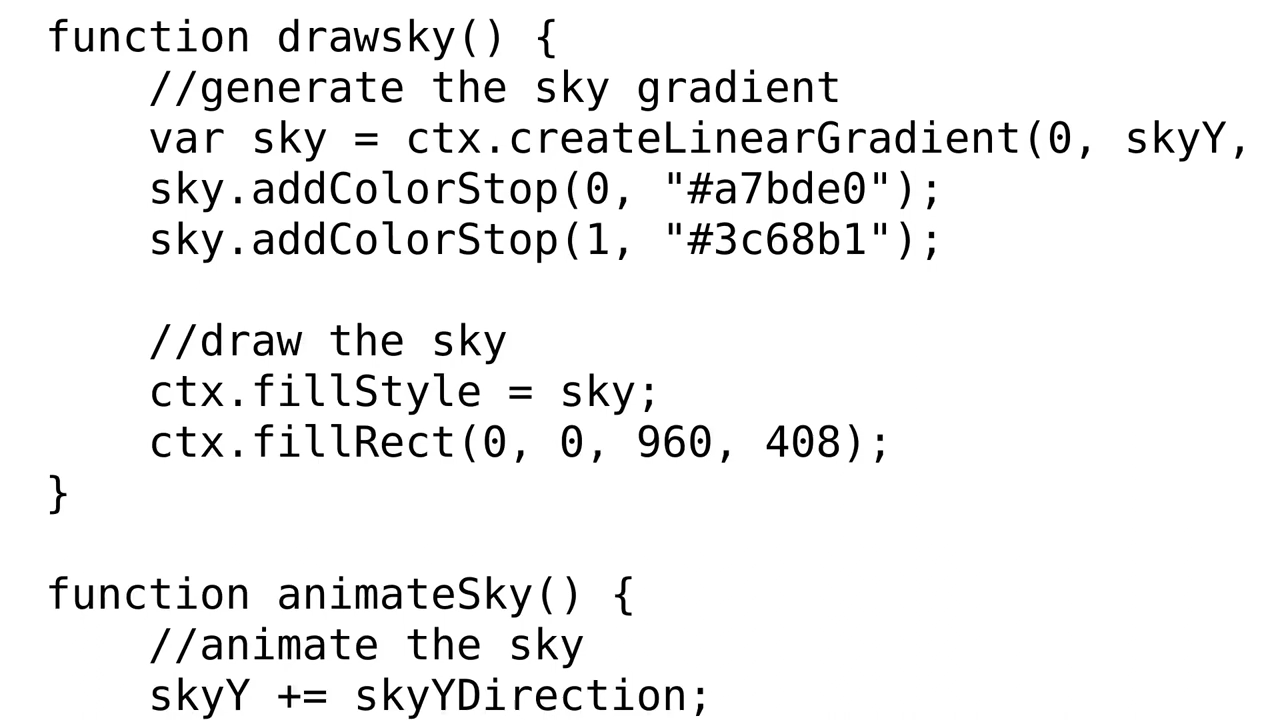 function drawsky() {
    //generate the sky gradient
    var sky = ctx.createLinearGradient(0, skyY,
    sky.addColorStop(0, "#a7bde0");
    sky.addColorStop(1, "#3c68b1");

    //draw the sky
    ctx.fillStyle = sky;
    ctx.fillRect(0, 0, 960, 408);
}

function animateSky() {
    //animate the sky
    skyY += skyYDirection;